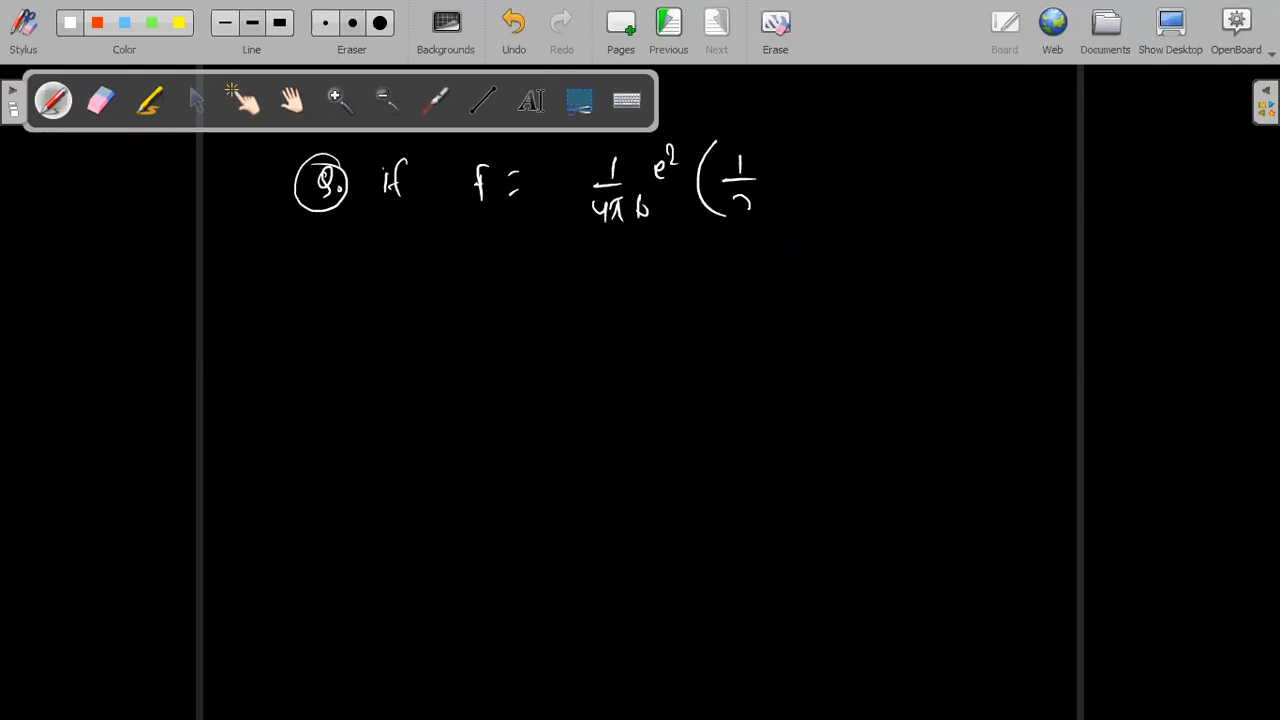 Stylus Color Line Eraser Backgrounds Undo Redo Pages Previous Next Erase Board Web Documents Show Desktop OpenBoard
AI
Q. if f = 1/4π e² ( 1/